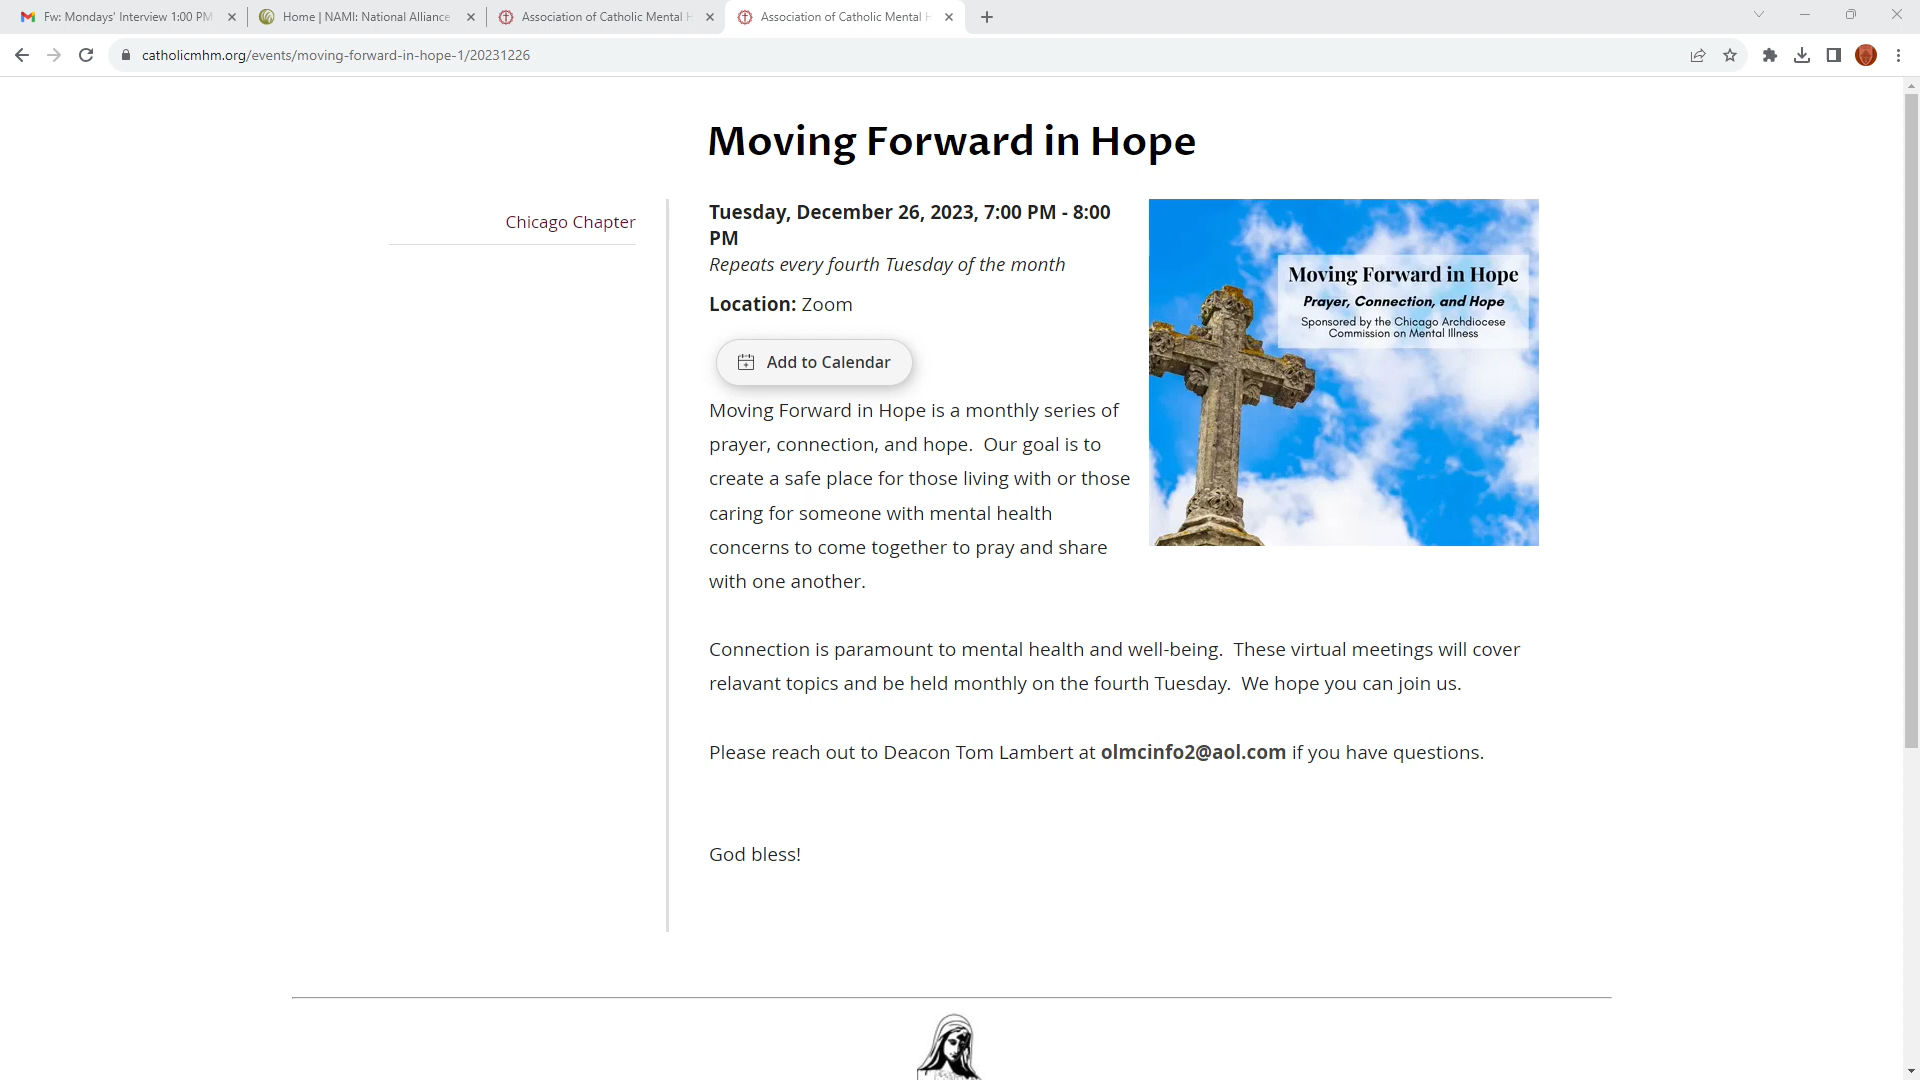 Fw: Mondays' Interview 1:00 PM
Home | NAMI: National Alliance
Association of Catholic Mental H
Association of Catholic Mental H
catholicmhm.org/events/moving-forward-in-hope-1/20231226
Moving Forward in Hope
Chicago Chapter
Tuesday, December 26, 2023, 7:00 PM - 8:00
PM
Repeats every fourth Tuesday of the month
Location: Zoom
Add to Calendar
Moving Forward in Hope
Prayer, Connection, and Hope
Sponsored by the Chicago Archdiocese
Commission on Mental Illness
Moving Forward in Hope is a monthly series of
prayer, connection, and hope.  Our goal is to
create a safe place for those living with or those
caring for someone with mental health
concerns to come together to pray and share
with one another.
Connection is paramount to mental health and well-being.  These virtual meetings will cover
relavant topics and be held monthly on the fourth Tuesday.  We hope you can join us.
Please reach out to Deacon Tom Lambert at olmcinfo2@aol.com if you have questions.
God bless!